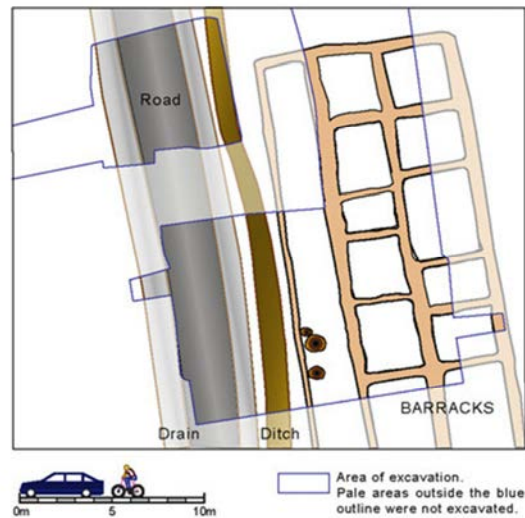 Road
BARRACKS
Drain
Ditch
0m
5
10m
Area of excavation.
Pale areas outside the blue
outline were not excavated.